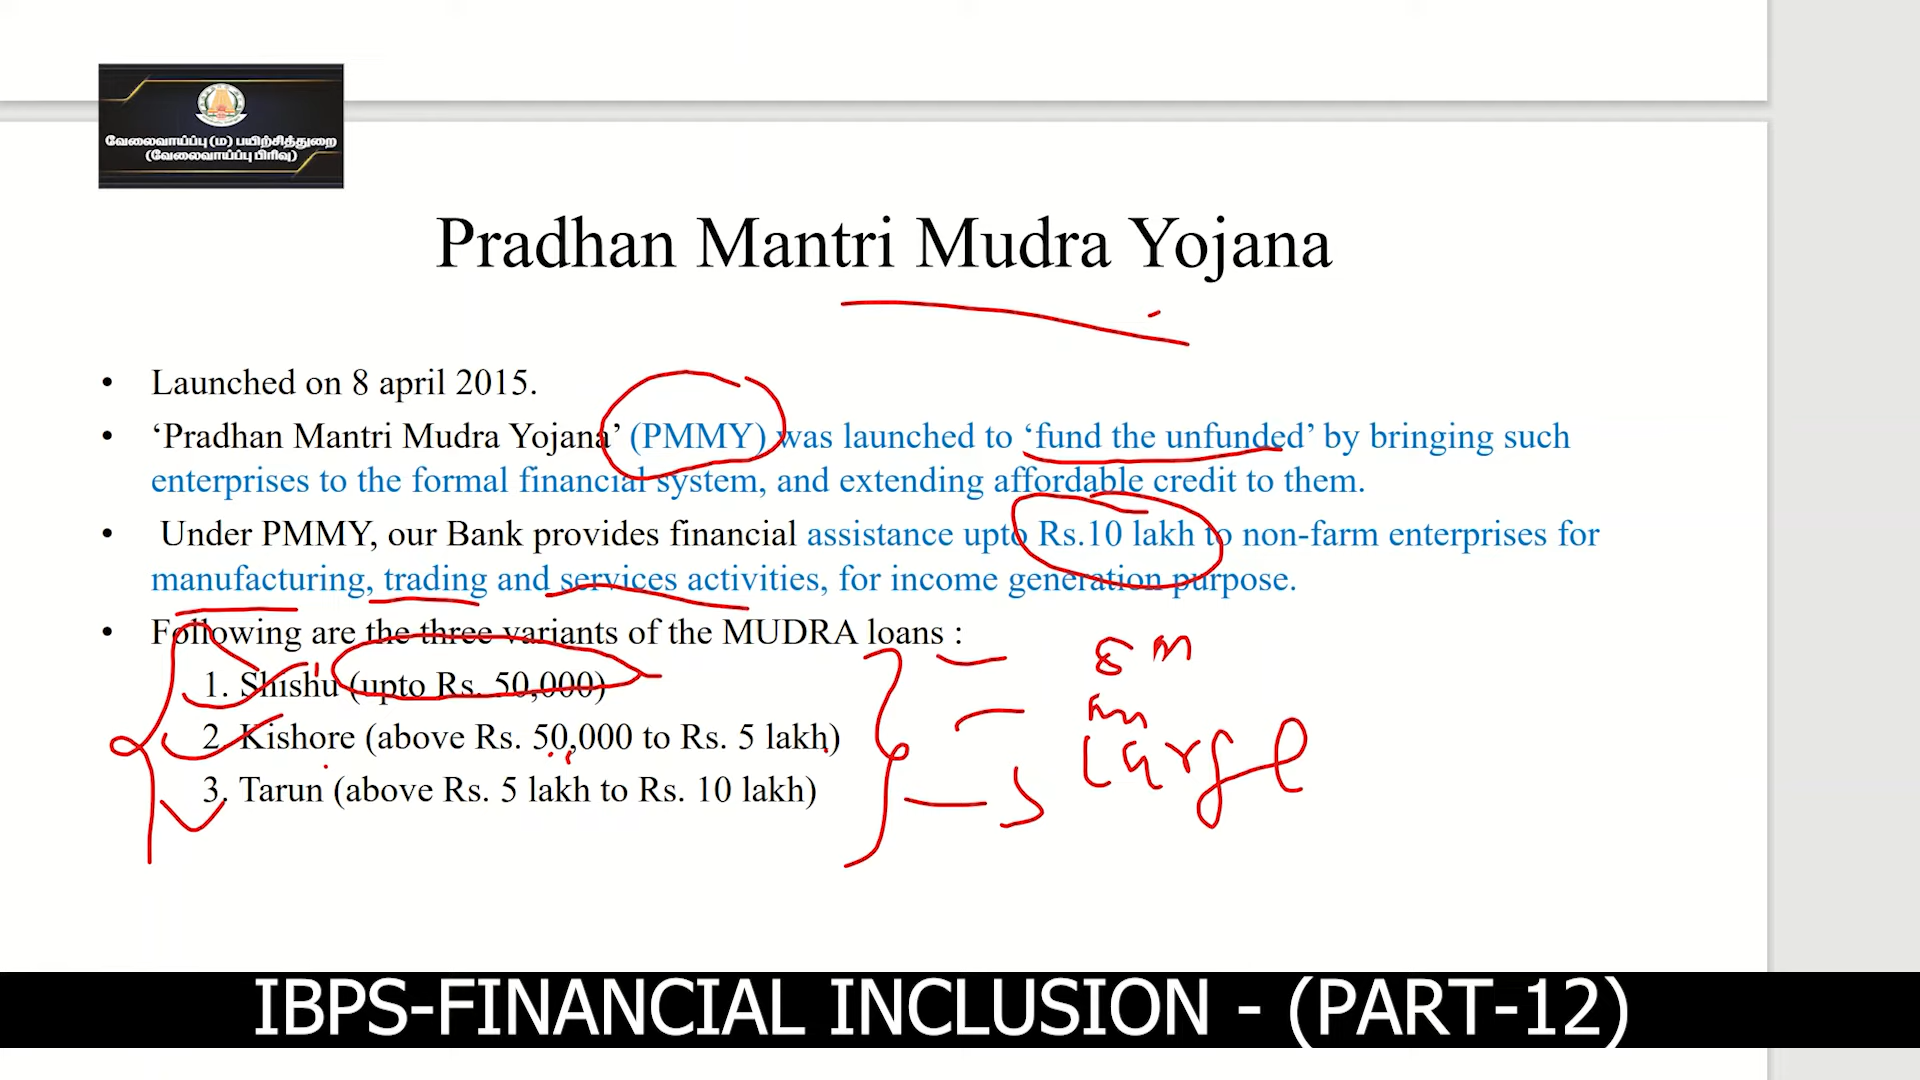 வேலைவாய்ப்பு (ம) பயிற்சித்துறை
(வேலைவாய்ப்பு பிரிவு)
Pradhan Mantri Mudra Yojana
• Launched on 8 april 2015.
• ‘Pradhan Mantri Mudra Yojana’ (PMMY) was launched to ‘fund the unfunded’ by bringing such
enterprises to the formal financial system, and extending affordable credit to them.
• Under PMMY, our Bank provides financial assistance upto Rs.10 lakh to non-farm enterprises for
manufacturing, trading and services activities, for income generation purpose.
• Following are the three variants of the MUDRA loans :
1. Shishu (upto Rs. 50,000)
2. Kishore (above Rs. 50,000 to Rs. 5 lakh)
3. Tarun (above Rs. 5 lakh to Rs. 10 lakh)
large
IBPS-FINANCIAL INCLUSION - (PART-12)